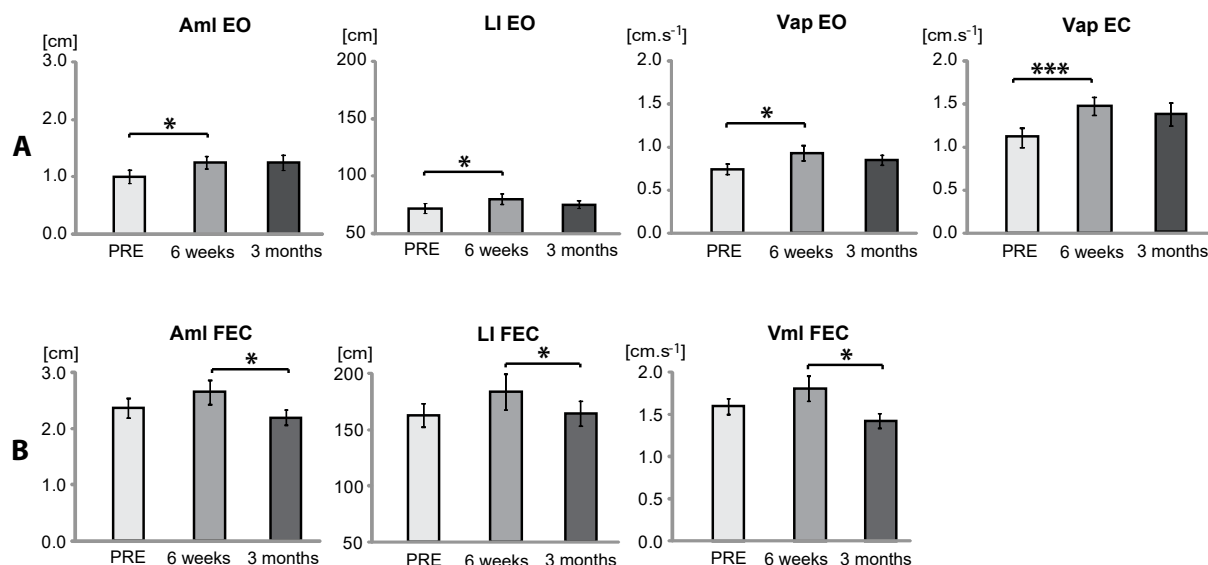 A
Aml EO
[cm]
3.0
2.0
1.0
0.0
*
PRE 6 weeks 3 months
LI EO
[cm]
200
150
100
50
*
PRE 6 weeks 3 months
Vap EO
[cm.s⁻¹]
2.0
1.5
1.0
0.5
0.0
*
PRE 6 weeks 3 months
Vap EC
[cm.s⁻¹]
2.0
1.5
1.0
0.5
0.0
***
PRE 6 weeks 3 months
B
Aml FEC
[cm]
3.0
2.0
1.0
0.0
*
PRE 6 weeks 3 months
LI FEC
[cm]
200
150
100
50
*
PRE 6 weeks 3 months
Vml FEC
[cm.s⁻¹]
2.0
1.5
1.0
0.5
0.0
*
PRE 6 weeks 3 months